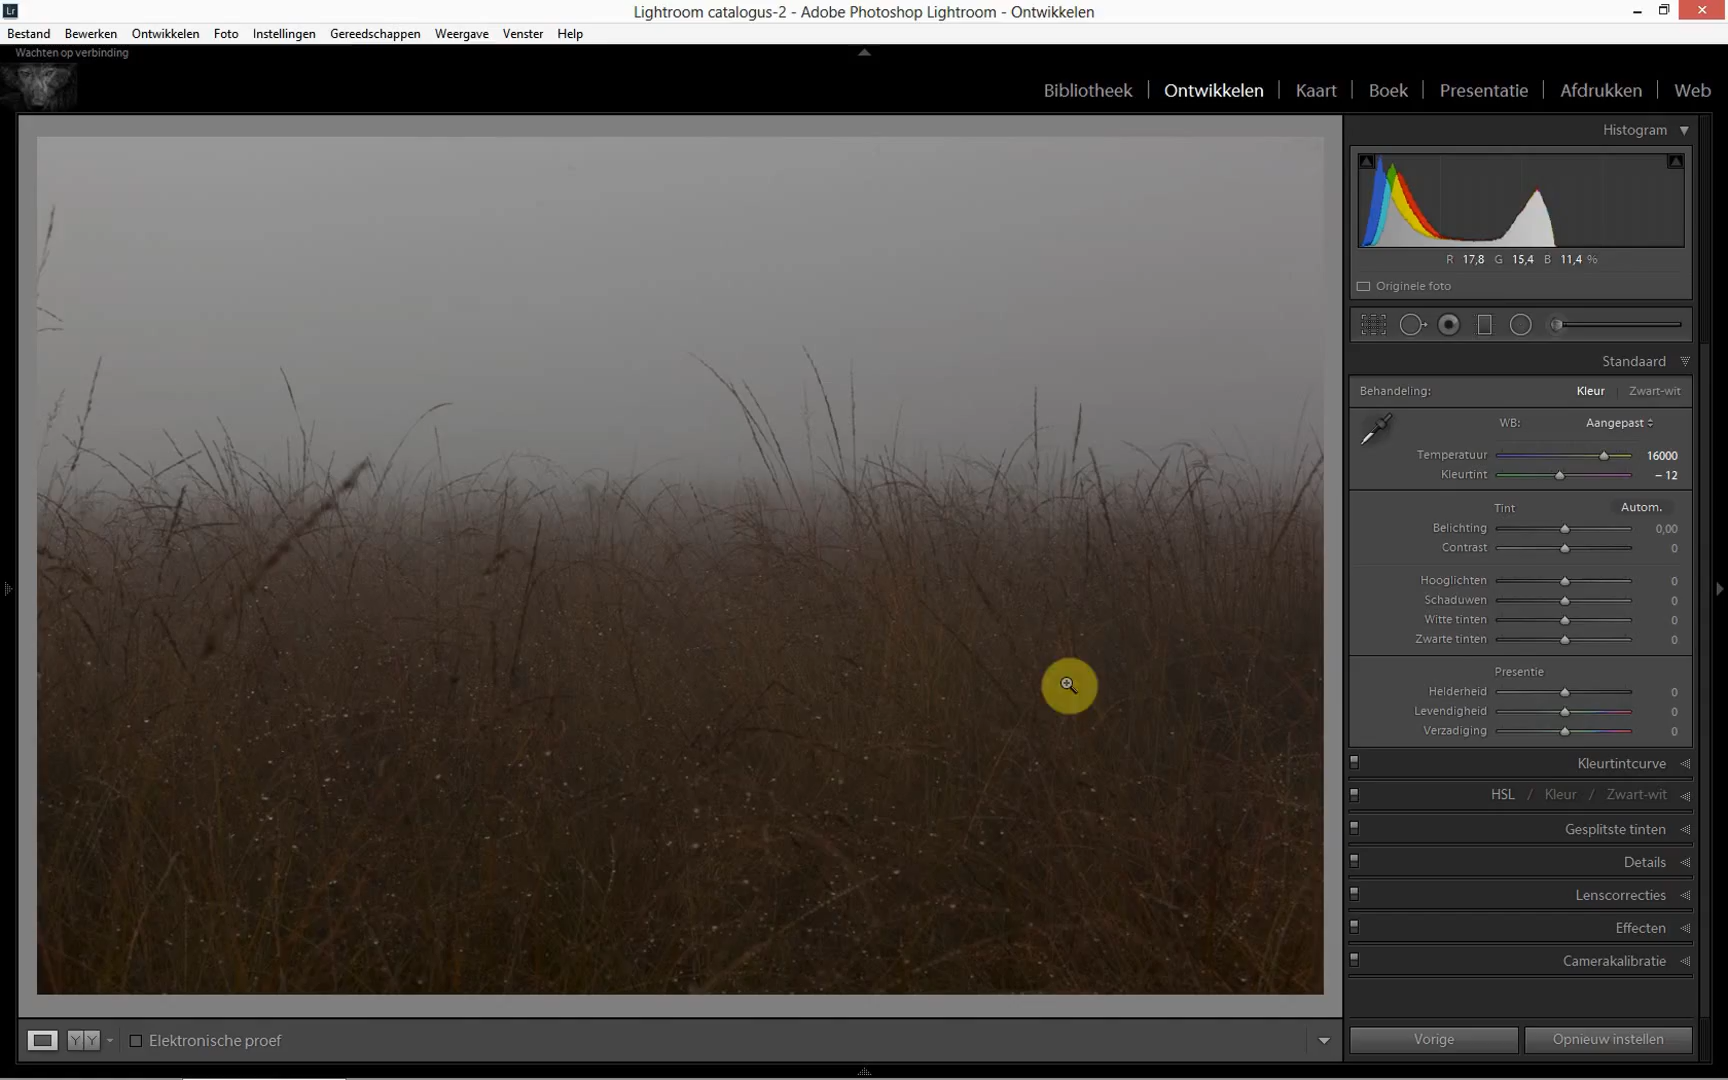 Lr Lightroom catalogus-2 - Adobe Photoshop Lightroom - Ontwikkelen
Bestand Bewerken Ontwikkelen Foto Instellingen Gereedschappen Weergave Venster Help
Wachten op verbinding
Bibliotheek | Ontwikkelen | Kaart | Boek | Presentatie | Afdrukken | Web
Histogram
R 17,8 G 15,4 B 11,4 %
Originele foto
Standaard
Behandeling: Kleur | Zwart-wit
WB: Aangepast
Temperatuur 16000
Kleurtint – 12
Tint Autom.
Belichting 0,00
Contrast 0
Hooglichten 0
Schaduwen 0
Witte tinten 0
Zwarte tinten 0
Presentie
Helderheid 0
Levendigheid 0
Verzadiging 0
Kleurtintcurve
HSL / Kleur / Zwart-wit
Gesplitste tinten
Details
Lenscorrecties
Effecten
Camerakalibratie
YY Elektronische proef
Vorige Opnieuw instellen